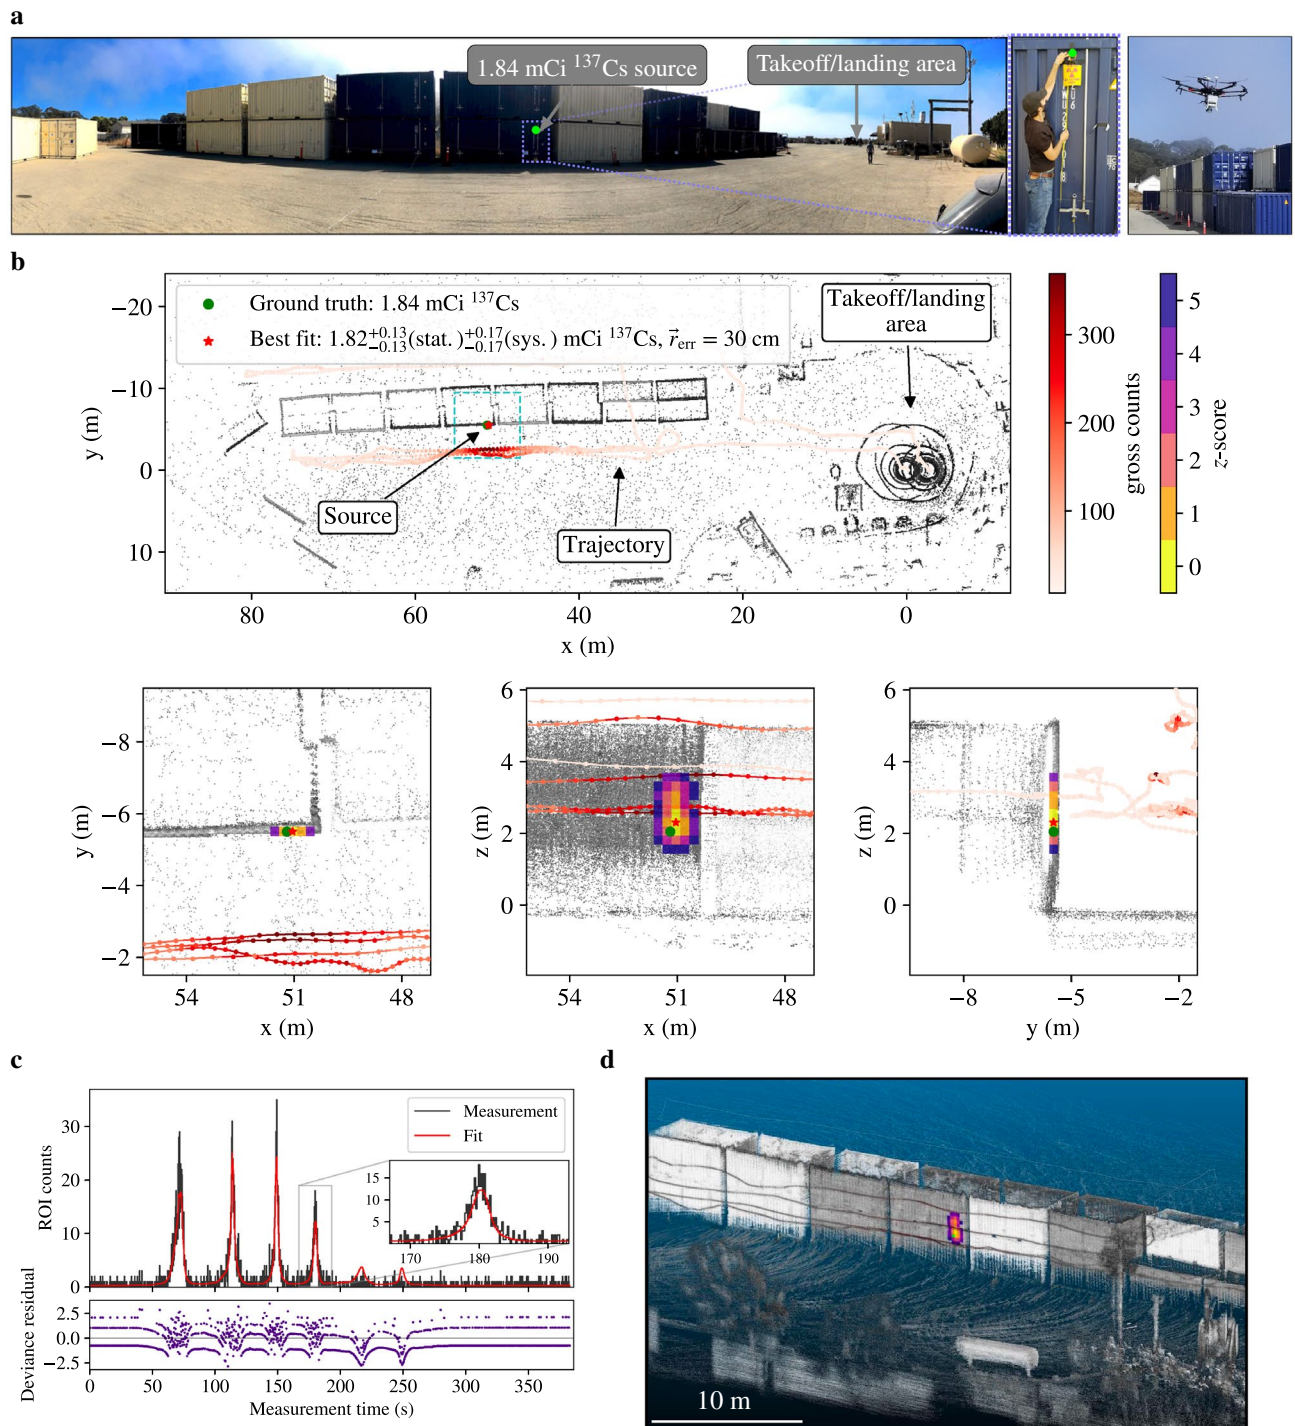 a
1.84 mCi ¹³⁷Cs source
Takeoff/landing area
b
Ground truth: 1.84 mCi ¹³⁷Cs
Best fit: 1.82^{+0.13}_{−0.13}(stat.)^{+0.17}_{−0.17}(sys.) mCi ¹³⁷Cs, r⃗_err = 30 cm
Takeoff/landing
area
Source
Trajectory
−20
−10
0
10
y (m)
80 60 40 20 0
x (m)
300
200
100
gross counts
5
4
3
2
1
0
z-score
−8
−6
−4
−2
y (m)
54 51 48
x (m)
6
4
2
0
z (m)
54 51 48
x (m)
6
4
2
0
z (m)
−8 −5 −2
y (m)
c
Measurement
Fit
30
20
10
0
ROI counts
15
10
5
170 180 190
2.5
0.0
−2.5
Deviance residual
0 50 100 150 200 250 300 350
Measurement time (s)
d
10 m